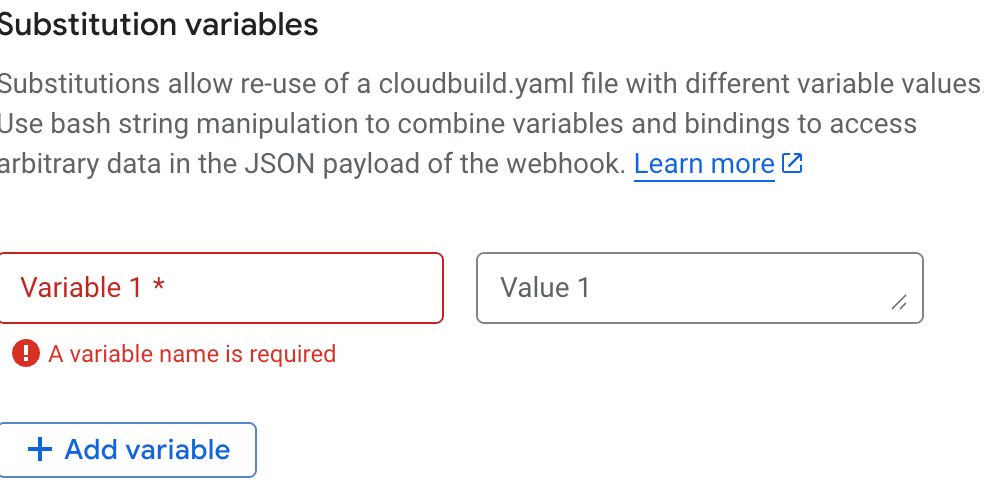 Substitution variables
Substitutions allow re-use of a cloudbuild.yaml file with different variable values.
Use bash string manipulation to combine variables and bindings to access
arbitrary data in the JSON payload of the webhook. Learn more
Variable 1 *
Value 1
A variable name is required
Add variable